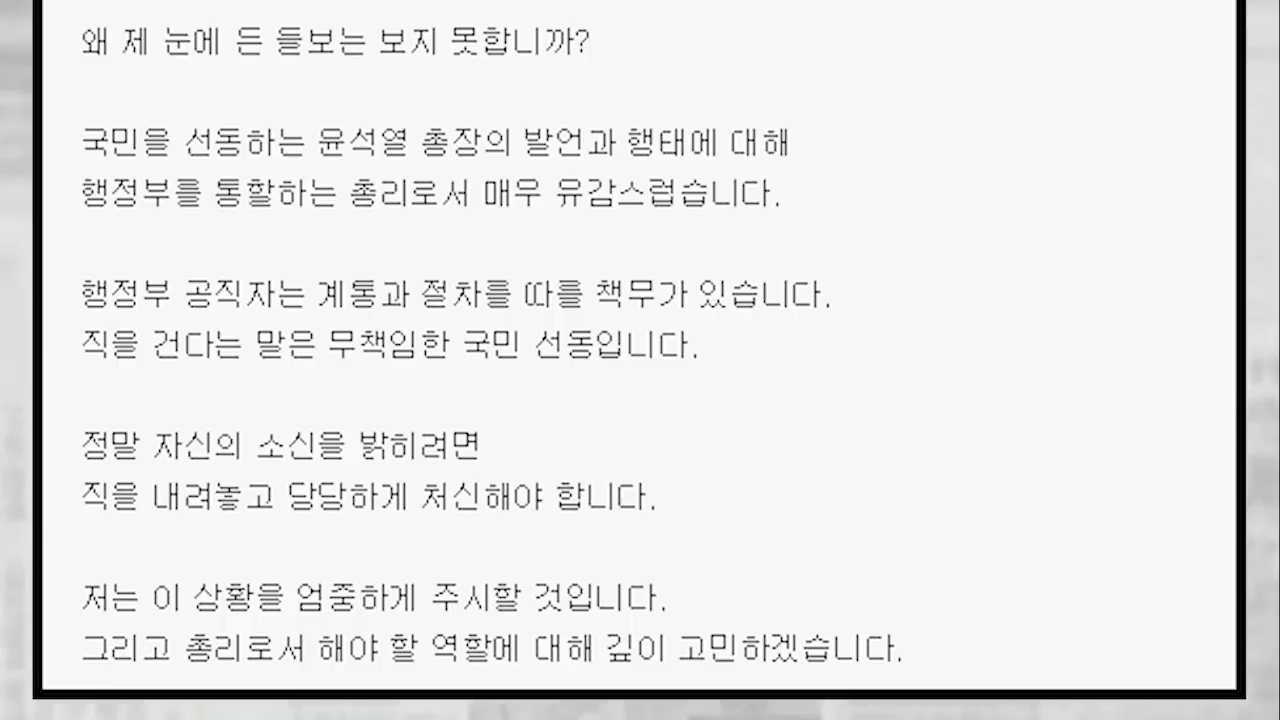 왜 제 눈에 든 들보는 보지 못합니까?
국민을 선동하는 윤석열 총장의 발언과 행태에 대해
행정부를 통할하는 총리로서 매우 유감스럽습니다.
행정부 공직자는 계통과 절차를 따를 책무가 있습니다.
직을 건다는 말은 무책임한 국민 선동입니다.
정말 자신의 소신을 밝히려면
직을 내려놓고 당당하게 처신해야 합니다.
저는 이 상황을 엄중하게 주시할 것입니다.
그리고 총리로서 해야 할 역할에 대해 깊이 고민하겠습니다.